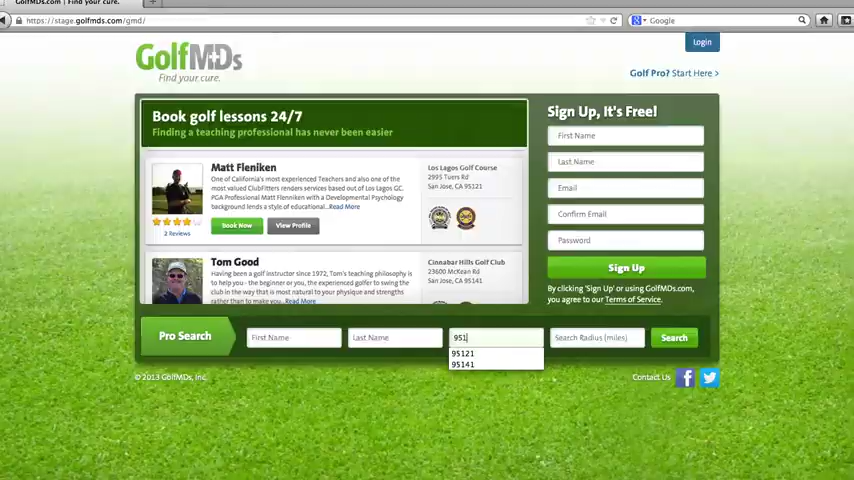 GolfMDs.com | Find your cure.
https://stage.golfmds.com/gmd/
Google
Login
GolfMDs
Find your cure.
Golf Pro? Start Here >
Book golf lessons 24/7
Finding a teaching professional has never been easier
Matt Fleniken
One of California's most experienced Teachers and also one of the
most valued ClubFitters renders services based out of Los Lagos GC.
PGA Professional Matt Fleniken with a Developmental Psychology
background lends a style of educational...Read More
2 Reviews
Book Now
View Profile
Los Lagos Golf Course
2995 Tuers Rd
San Jose, CA 95121
Tom Good
Having been a golf instructor since 1972, Tom's teaching philosophy is
to help you - the beginner or you, the experienced golfer to swing the
club in the way that is most natural to your physique and strengths
rather than to make you...Read More
Cinnabar Hills Golf Club
23600 McKean Rd
San Jose, CA 95141
Sign Up, It's Free!
First Name
Last Name
Email
Confirm Email
Password
Sign Up
By clicking 'Sign Up' or using GolfMDs.com,
you agree to our Terms of Service.
Pro Search
First Name
Last Name
951
Search Radius (miles)
Search
95121
95141
© 2013 GolfMDs, Inc.
Contact Us